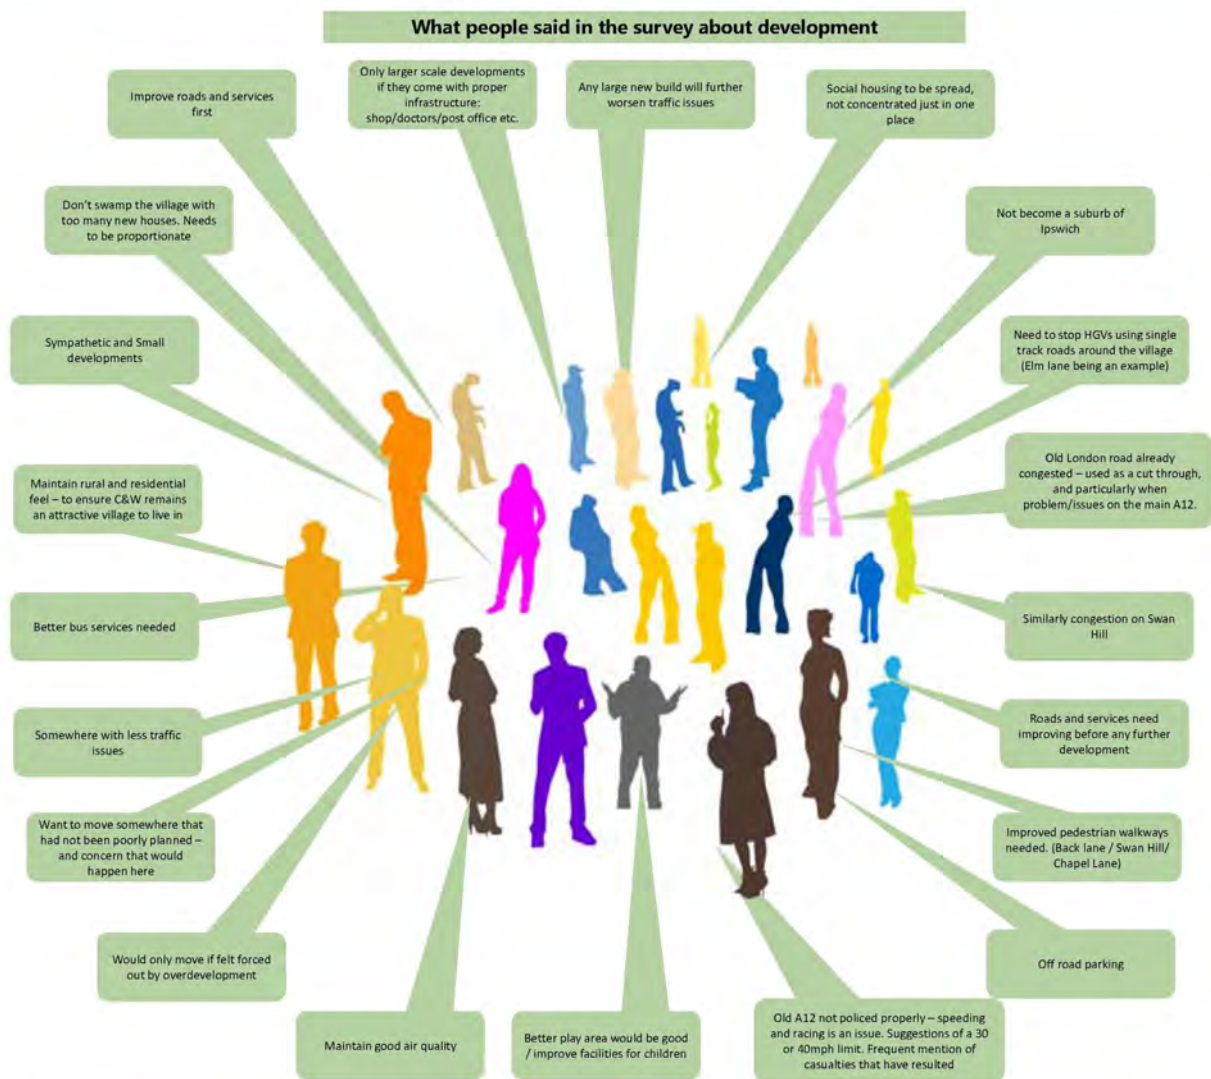 What people said in the survey about development
Improve roads and services
first
Only larger scale developments
if they come with proper
infrastructure:
shop/doctors/post office etc.
Any large new build will further
worsen traffic issues
Social housing to be spread,
not concentrated just in one
place
Don't swamp the village with
too many new houses. Needs
to be proportionate
Not become a suburb of
Ipswich
Sympathetic and Small
developments
Need to stop HGVs using single
track roads around the village
(Elm lane being an example)
Maintain rural and residential
feel – to ensure C&W remains
an attractive village to live in
Old London road already
congested – used as a cut through,
and particularly when
problem/issues on the main A12.
Better bus services needed
Similarly congestion on Swan
Hill
Somewhere with less traffic
issues
Roads and services need
improving before any further
development
Want to move somewhere that
had not been poorly planned –
and concern that would
happen here
Improved pedestrian walkways
needed. (Back lane / Swan Hill/
Chapel Lane)
Would only move if felt forced
out by overdevelopment
Off road parking
Maintain good air quality
Better play area would be good
/ improve facilities for children
Old A12 not policed properly – speeding
and racing is an issue. Suggestions of a 30
or 40mph limit. Frequent mention of
casualties that have resulted